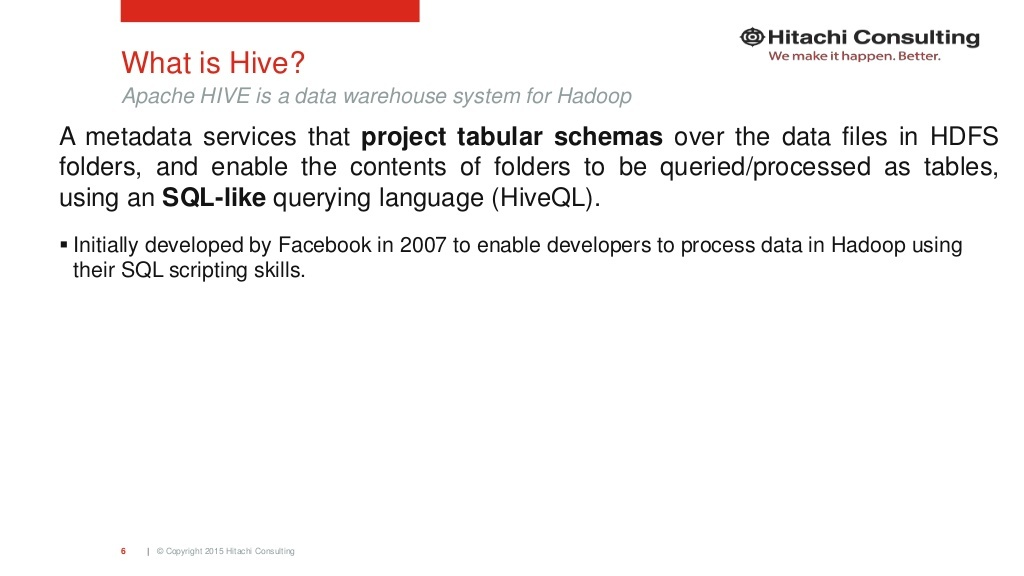 Hitachi Consulting
We make it happen. Better.
What is Hive?
Apache HIVE is a data warehouse system for Hadoop
A metadata services that project tabular schemas over the data files in HDFS
folders, and enable the contents of folders to be queried/processed as tables,
using an SQL-like querying language (HiveQL).
▪ Initially developed by Facebook in 2007 to enable developers to process data in Hadoop using
their SQL scripting skills.
6 | © Copyright 2015 Hitachi Consulting